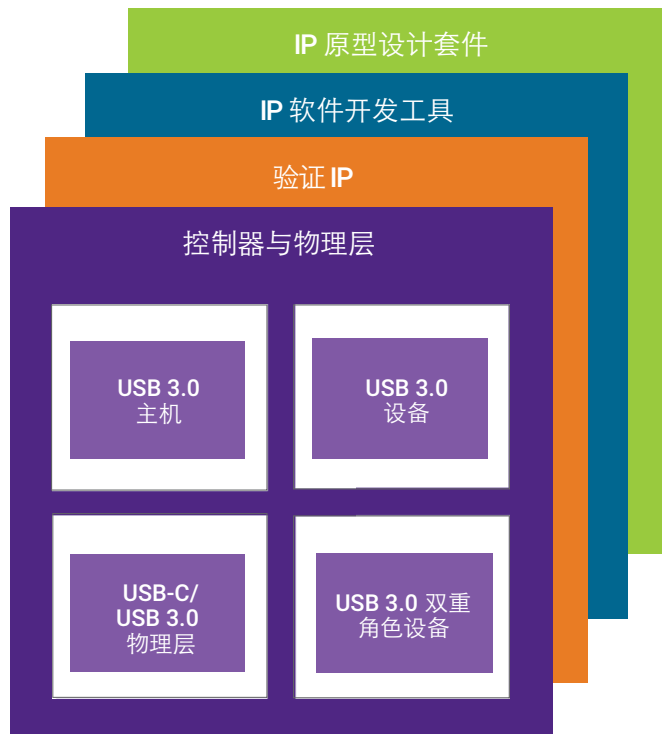 IP 原型设计套件
IP 软件开发工具
验证 IP
控制器与物理层
USB 3.0
主机
USB 3.0
设备
USB-C/
USB 3.0
物理层
USB 3.0 双重
角色设备